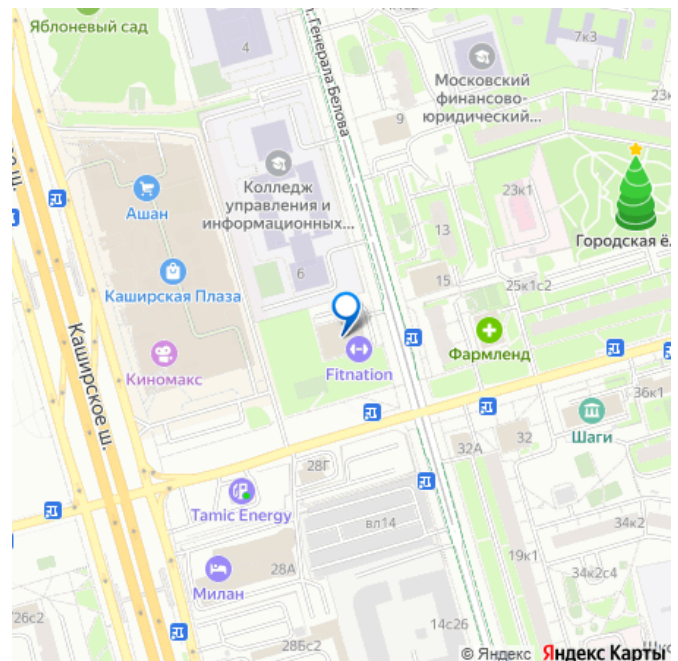 Яблоневый сад
4
7к3
Генерала Белова
Московский
финансово-
юридический...
9
Колледж
управления и
информационных...
Ашан
23к1
13
Городская ё
6
15
25к1с2
Каширская Плаза
Фармленд
Fitnation
Киномакс
Каширское ш.
36к1
Шаги
32А
32
28Г
Tamic Energy
вл14
34к2
19к1
28А
Милан
34к2с4
26с2
14с26
28Бс2
© Яндекс Яндекс Карты